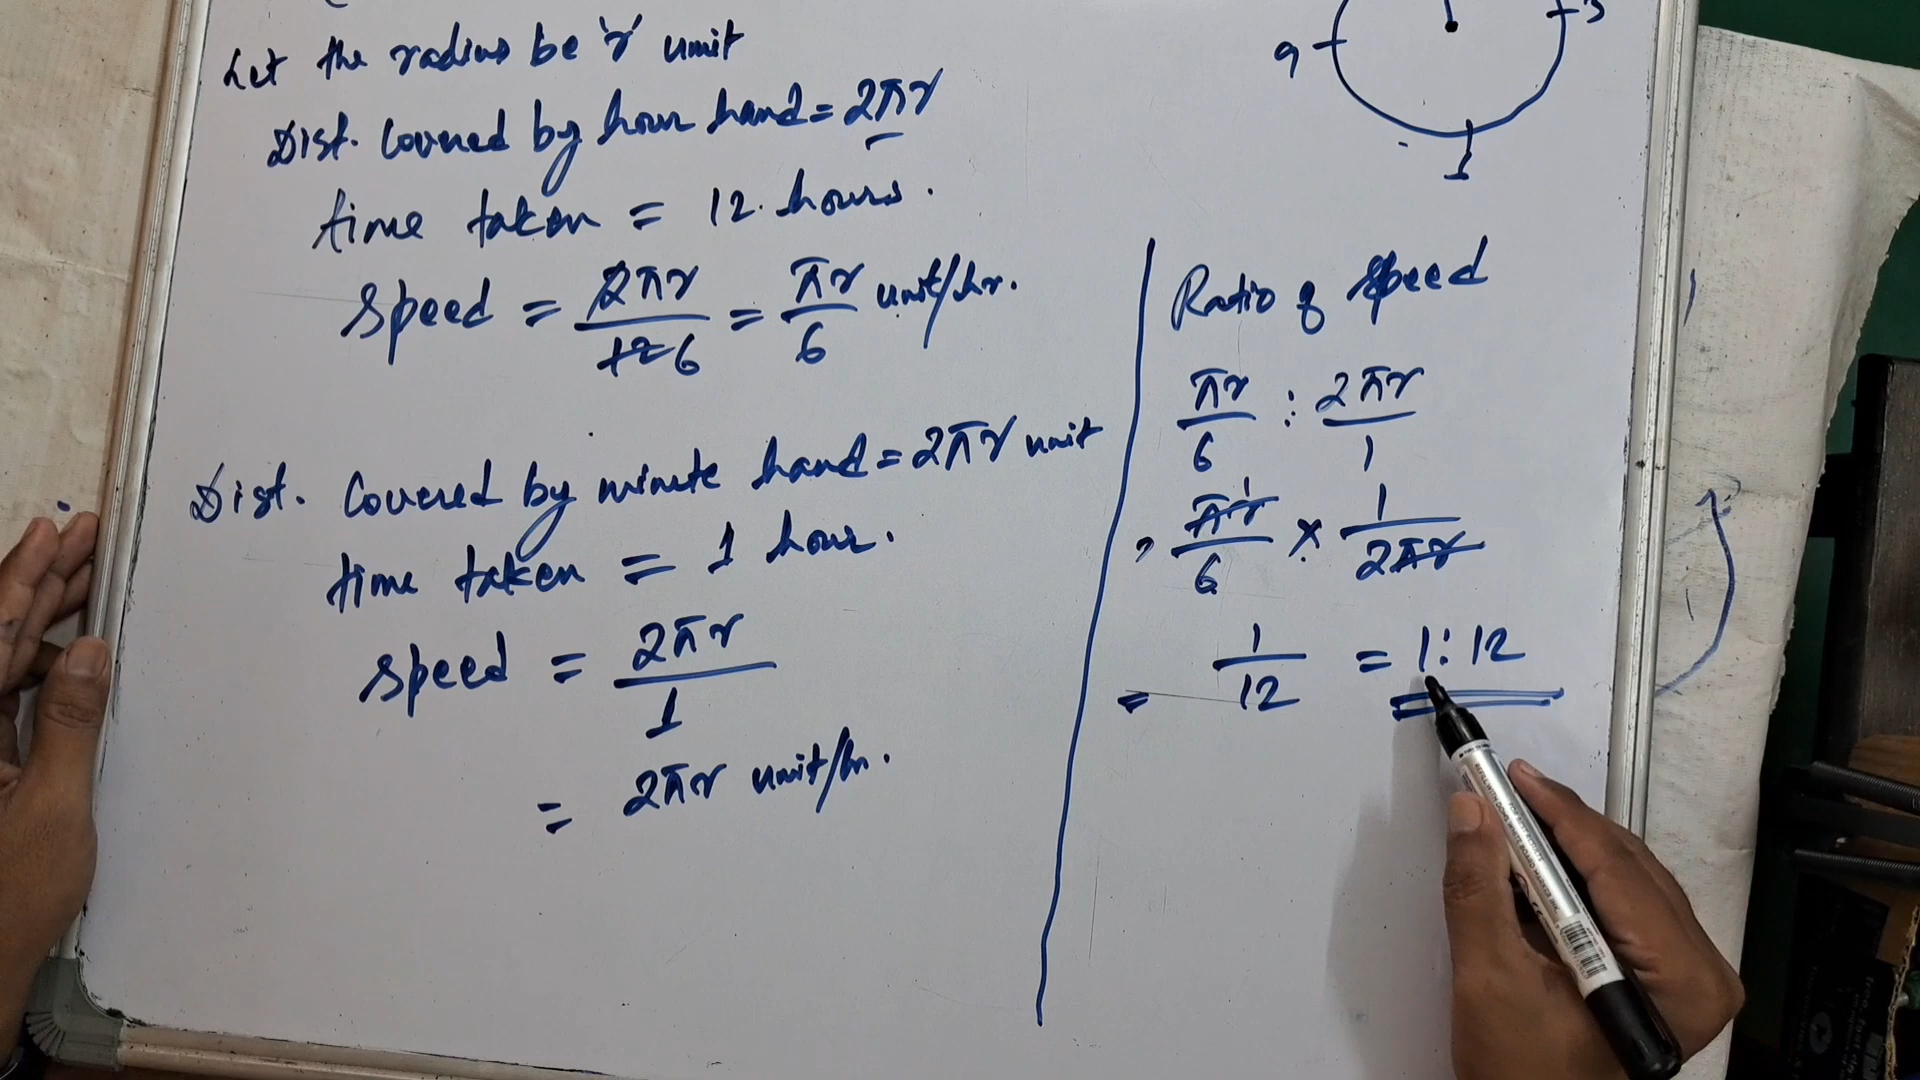 Let the radius be 'r' unit
Dist. covered by hour hand = 2πr
time taken = 12 hours.
speed = 2πr/12 6 = πr/6 unit/hr.
Dist. covered by minute hand = 2πr unit
time taken = 1 hour.
speed = 2πr/1
= 2πr unit/hr.
9
3
Ratio of speed
πr/6 : 2πr/1
πr/6 × 1/2πr
= 1/12 = 1:12